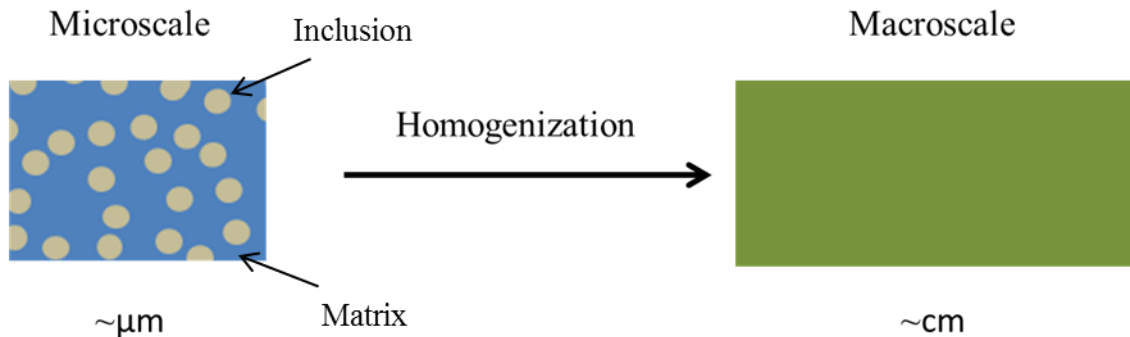 Microscale
Inclusion
Macroscale
Homogenization
~μm
Matrix
~cm